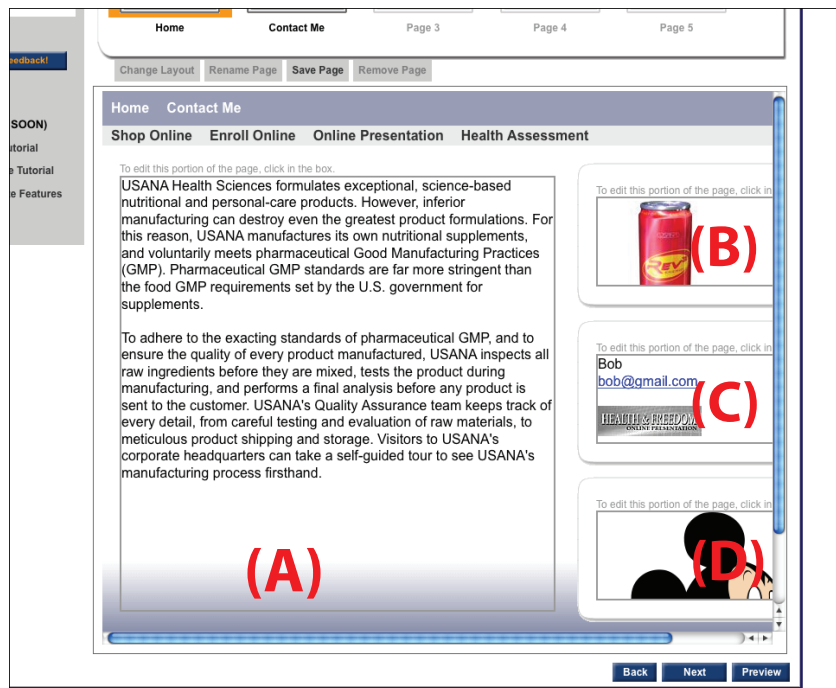 Home Contact Me Page 3 Page 4 Page 5
eedback!
Change Layout Rename Page Save Page Remove Page
SOON)
utorial
e Tutorial
e Features
Home Contact Me
Shop Online Enroll Online Online Presentation Health Assessment
To edit this portion of the page, click in the box.
USANA Health Sciences formulates exceptional, science-based
nutritional and personal-care products. However, inferior
manufacturing can destroy even the greatest product formulations. For
this reason, USANA manufactures its own nutritional supplements,
and voluntarily meets pharmaceutical Good Manufacturing Practices
(GMP). Pharmaceutical GMP standards are far more stringent than
the food GMP requirements set by the U.S. government for
supplements.
To adhere to the exacting standards of pharmaceutical GMP, and to
ensure the quality of every product manufactured, USANA inspects all
raw ingredients before they are mixed, tests the product during
manufacturing, and performs a final analysis before any product is
sent to the customer. USANA's Quality Assurance team keeps track of
every detail, from careful testing and evaluation of raw materials, to
meticulous product shipping and storage. Visitors to USANA's
corporate headquarters can take a self-guided tour to see USANA's
manufacturing process firsthand.
(A)
To edit this portion of the page, click in
REV3
(B)
To edit this portion of the page, click in
Bob
bob@gmail.com
(C)
HEALTH & FREEDOM
ONLINE PRESENTATION
To edit this portion of the page, click in
(D)
Back Next Preview